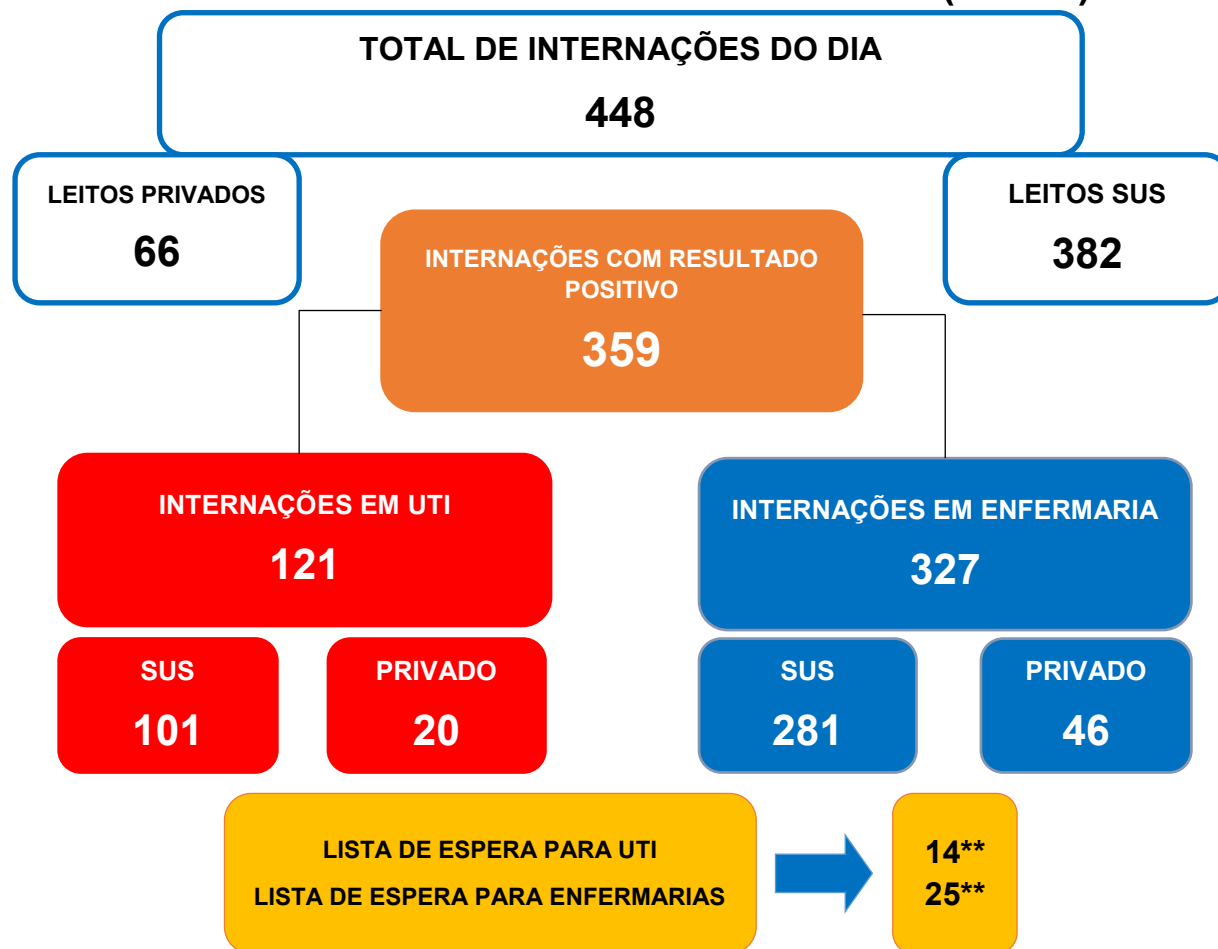 TOTAL DE INTERNAÇÕES DO DIA
448
LEITOS PRIVADOS
66
LEITOS SUS
382
INTERNAÇÕES COM RESULTADO
POSITIVO
359
INTERNAÇÕES EM UTI
121
INTERNAÇÕES EM ENFERMARIA
327
SUS
101
PRIVADO
20
SUS
281
PRIVADO
46
LISTA DE ESPERA PARA UTI
LISTA DE ESPERA PARA ENFERMARIAS
14**
25**